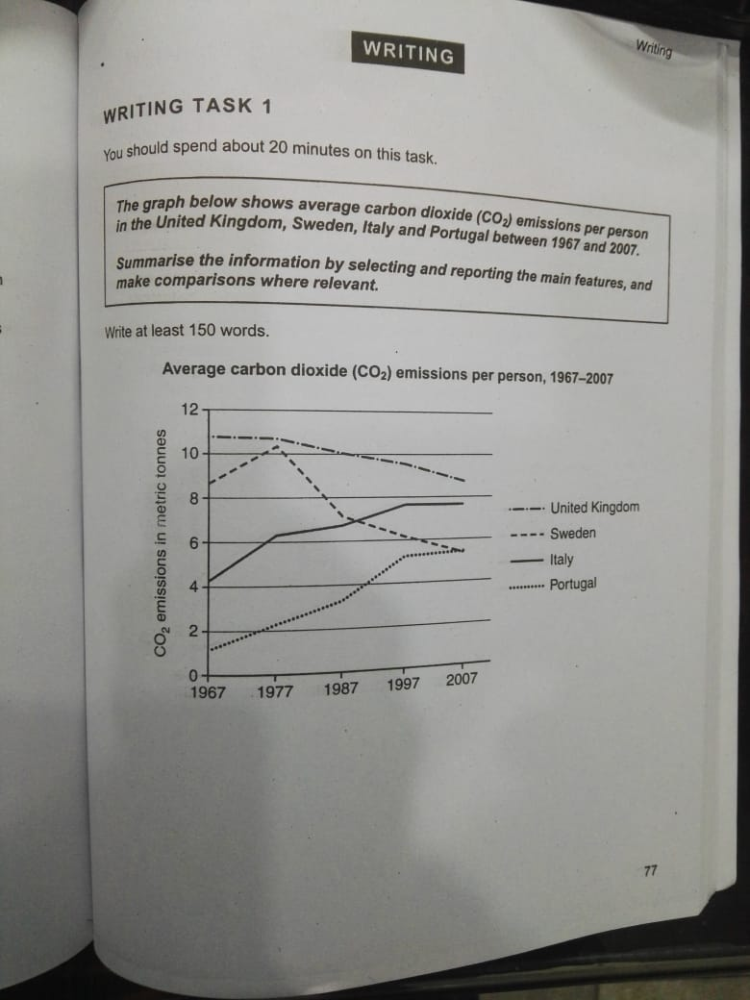 WRITING
Writing
WRITING TASK 1
You should spend about 20 minutes on this task.
The graph below shows average carbon dioxide (CO₂) emissions per person
in the United Kingdom, Sweden, Italy and Portugal between 1967 and 2007.
Summarise the information by selecting and reporting the main features, and
make comparisons where relevant.
Write at least 150 words.
Average carbon dioxide (CO₂) emissions per person, 1967–2007
CO₂ emissions in metric tonnes
12
10
8
6
4
2
0
1967 1977 1987 1997 2007
United Kingdom
Sweden
Italy
Portugal
77